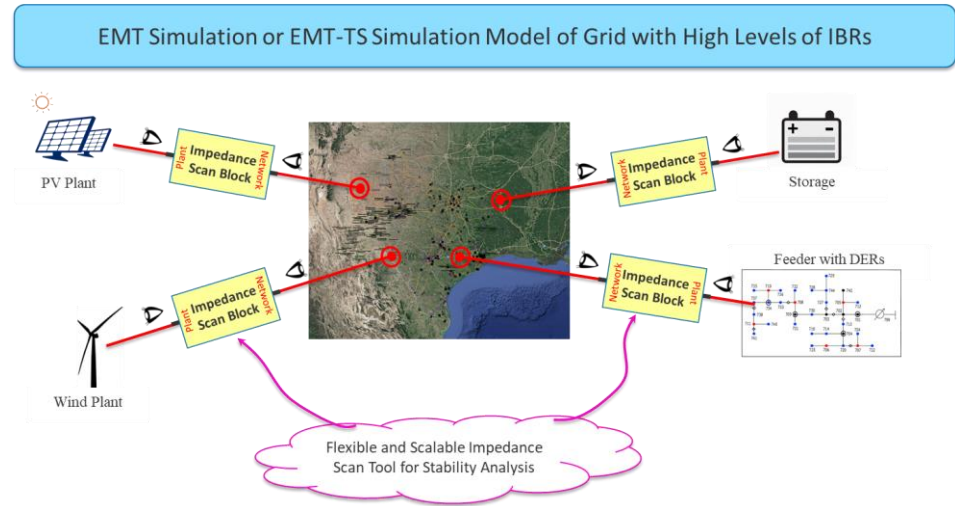 EMT Simulation or EMT-TS Simulation Model of Grid with High Levels of IBRs
PV Plant
Plant
Impedance
Scan Block
Network
Network
Impedance
Scan Block
Plant
Storage
Wind Plant
Plant
Impedance
Scan Block
Network
Network
Impedance
Scan Block
Plant
Feeder with DERs
Flexible and Scalable Impedance
Scan Tool for Stability Analysis